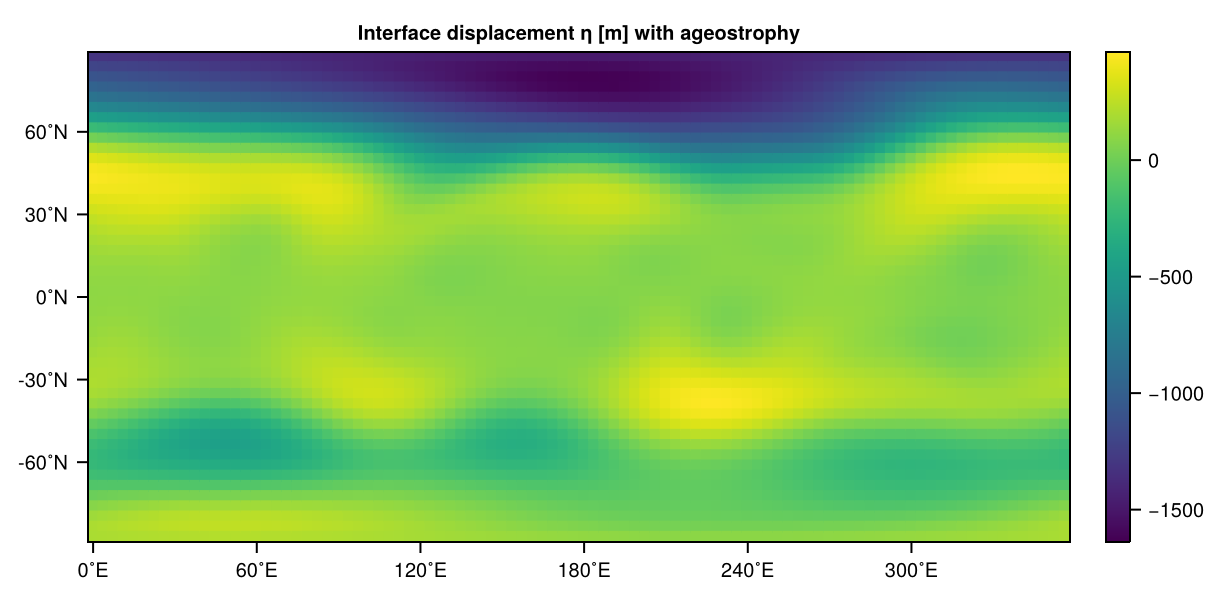 Interface displacement η [m] with ageostrophy
60˚N
30˚N
0˚N
-30˚N
-60˚N
0˚E
60˚E
120˚E
180˚E
240˚E
300˚E
0
−500
−1000
−1500